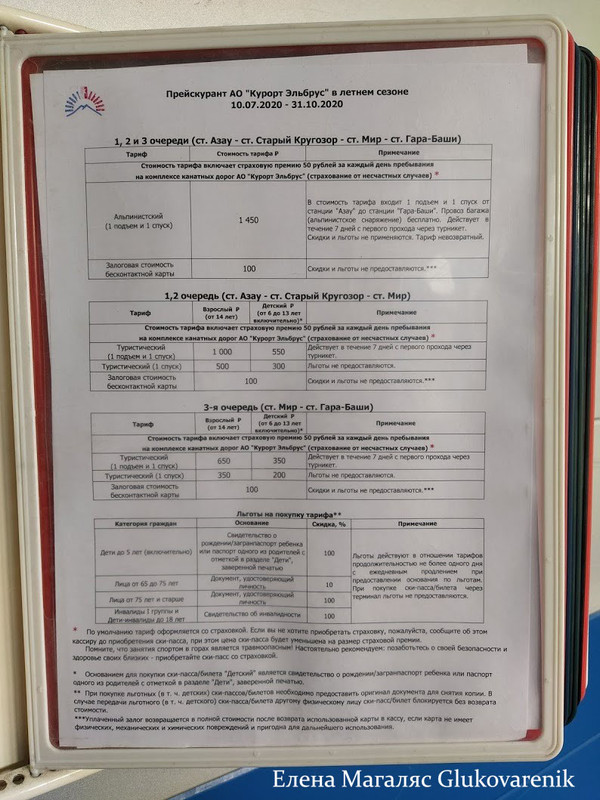 Прейскурант АО "Курорт Эльбрус" в летнем сезоне
10.07.2020 - 31.10.2020
1, 2 и 3 очереди (ст. Азау - ст. Старый Кругозор - ст. Мир - ст. Гара-Баши)
Тариф Стоимость тарифа ₽ Примечание
Стоимость тарифа включает страховую премию 50 рублей за каждый день пребывания
на комплексе канатных дорог АО "Курорт Эльбрус" (страхование от несчастных случаев) *
Альпинистский
(1 подъем и 1 спуск)
1 450
В стоимость тарифа входит 1 подъем и 1 спуск от
станции "Азау" до станции "Гара-Баши". Провоз багажа
(альпинистское снаряжение) бесплатно. Действует в
течение 7 дней с первого прохода через турникет.
Скидки и льготы не применяются. Тариф невозвратный.
Залоговая стоимость
бесконтактной карты
100
Скидки и льготы не предоставляются.***
1,2 очередь (ст. Азау - ст. Старый Кругозор - ст. Мир)
Тариф
Взрослый ₽
(от 14 лет)
Детский ₽
(от 6 до 13 лет
включительно)*
Примечание
Стоимость тарифа включает страховую премию 50 рублей за каждый день пребывания
на комплексе канатных дорог АО "Курорт Эльбрус" (страхование от несчастных случаев) *
Туристический
(1 подъем и 1 спуск)
1 000
550
Действует в течение 7 дней с первого прохода через
турникет.
Туристический (1 спуск) 500 300 Льготы не предоставляются.
Залоговая стоимость
бесконтактной карты
100
Скидки и льготы не предоставляются.***
3-я очередь (ст. Мир - ст. Гара-Баши)
Тариф
Взрослый ₽
(от 14 лет)
Детский ₽
(от 6 до 13 лет
включительно)*
Примечание
Стоимость тарифа включает страховую премию 50 рублей за каждый день пребывания
на комплексе канатных дорог АО "Курорт Эльбрус" (страхование от несчастных случаев) *
Туристический
(1 подъем и 1 спуск)
650
350
Действует в течение 7 дней с первого прохода через
турникет.
Туристический (1 спуск) 350 200 Льготы не предоставляются.
Залоговая стоимость
бесконтактной карты
100
Скидки и льготы не предоставляются.***
Льготы на покупку тарифа**
Категория граждан Основание Скидка, % Примечание
Дети до 5 лет (включительно)
Свидетельство о
рождении/загранпаспорт ребенка
или паспорт одного из родителей с
отметкой в разделе "Дети",
заверенной печатью
100
Лица от 65 до 75 лет
Документ, удостоверяющий
личность
10
Лица от 75 лет и старше
Документ, удостоверяющий
личность
100
Инвалиды I группы и
Дети-инвалиды до 18 лет
Свидетельство об инвалидности
100
Льготы действуют в отношении тарифов
продолжительностью не более одного дня
с ежедневным продлением при
предоставлении основания по льготам.
При покупке ски-пасса/билета через
терминал льготы не предоставляются.
* По умолчанию тариф оформляется со страховкой. Если вы не хотите приобретать страховку, пожалуйста, сообщите об этом
кассиру до приобретения ски-пасса, при этом цена ски-пасса будет уменьшена на размер страховой премии.
Помните, что занятия спортом в горах является травмоопасным! Настоятельно рекомендуем: позаботьтесь о своей безопасности и
здоровье своих близких - приобретайте ски-пасс со страховкой.
* Основанием для покупки ски-пасса/билета "Детский" является свидетельство о рождении/загранпаспорт ребенка или паспорт
одного из родителей с отметкой в разделе "Дети", заверенной печатью.
** При покупке льготных (в т. ч. детских) ски-пассов/билетов необходимо предоставить оригинал документа для снятия копии. В
случае передачи льготного (в т. ч. детского) ски-пасса/билета другому физическому лицу ски-пасс/билет блокируется без возврата
стоимости.
***Уплаченный залог возвращается в полной стоимости после возврата использованной карты в кассу, если карта не имеет
физических, механических и химических повреждений и пригодна для дальнейшего использования.
Елена Магаляс Glukovarenik